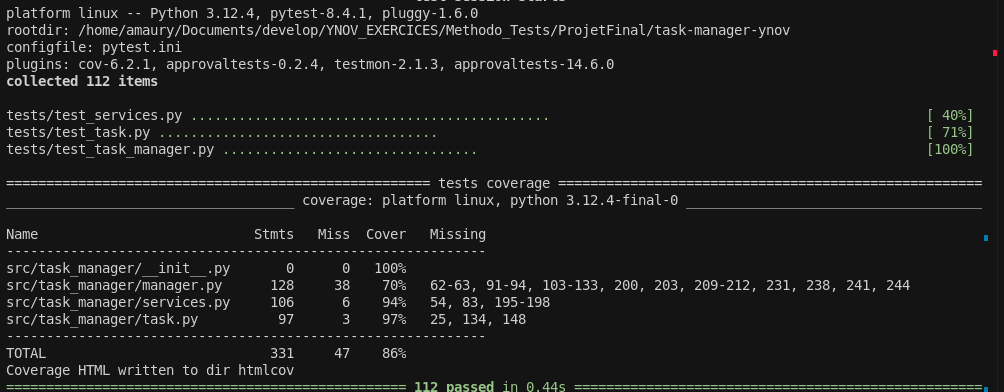 platform linux -- Python 3.12.4, pytest-8.4.1, pluggy-1.6.0
rootdir: /home/amaury/Documents/develop/YNOV_EXERCICES/Methodo_Tests/ProjetFinal/task-manager-ynov
configfile: pytest.ini
plugins: cov-6.2.1, approvaltests-0.2.4, testmon-2.1.3, approvaltests-14.6.0
collected 112 items

tests/test_services.py ............................................. [ 40%]
tests/test_task.py ................................... [ 71%]
tests/test_task_manager.py ................................ [100%]

===================================================== tests coverage =====================================================
____________________________________ coverage: platform linux, python 3.12.4-final-0 _____________________________________

Name                           Stmts   Miss  Cover   Missing
------------------------------------------------------------
src/task_manager/__init__.py       0      0   100%
src/task_manager/manager.py      128     38    70%   62-63, 91-94, 103-133, 200, 203, 209-212, 231, 238, 241, 244
src/task_manager/services.py     106      6    94%   54, 83, 195-198
src/task_manager/task.py          97      3    97%   25, 134, 148
------------------------------------------------------------
TOTAL                            331     47    86%
Coverage HTML written to dir htmlcov
================================================== 112 passed in 0.44s ===================================================